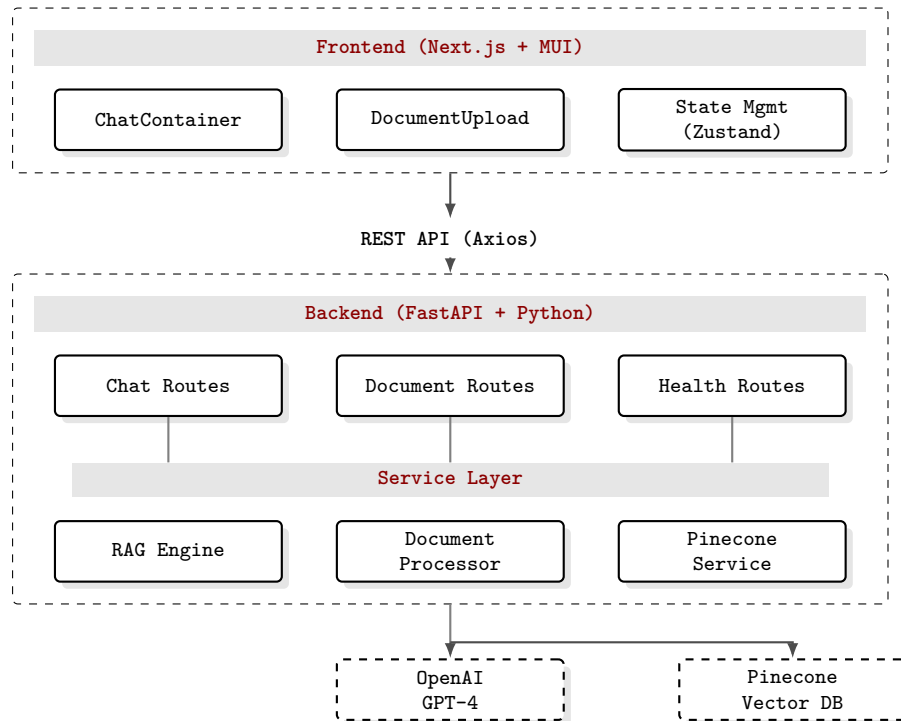 Frontend (Next.js + MUI)
ChatContainer
DocumentUpload
State Mgmt
(Zustand)
REST API (Axios)
Backend (FastAPI + Python)
Chat Routes
Document Routes
Health Routes
Service Layer
RAG Engine
Document
Processor
Pinecone
Service
OpenAI
GPT-4
Pinecone
Vector DB